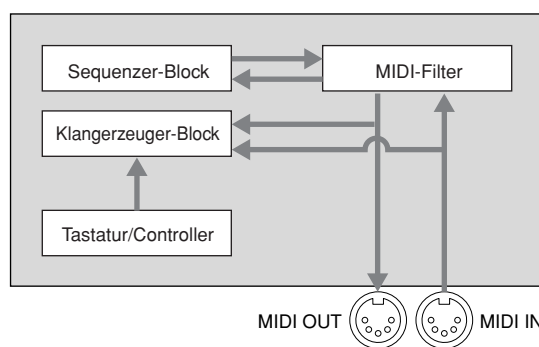 Sequenzer-Block
MIDI-Filter
Klangerzeuger-Block
Tastatur/Controller
MIDI OUT
MIDI IN